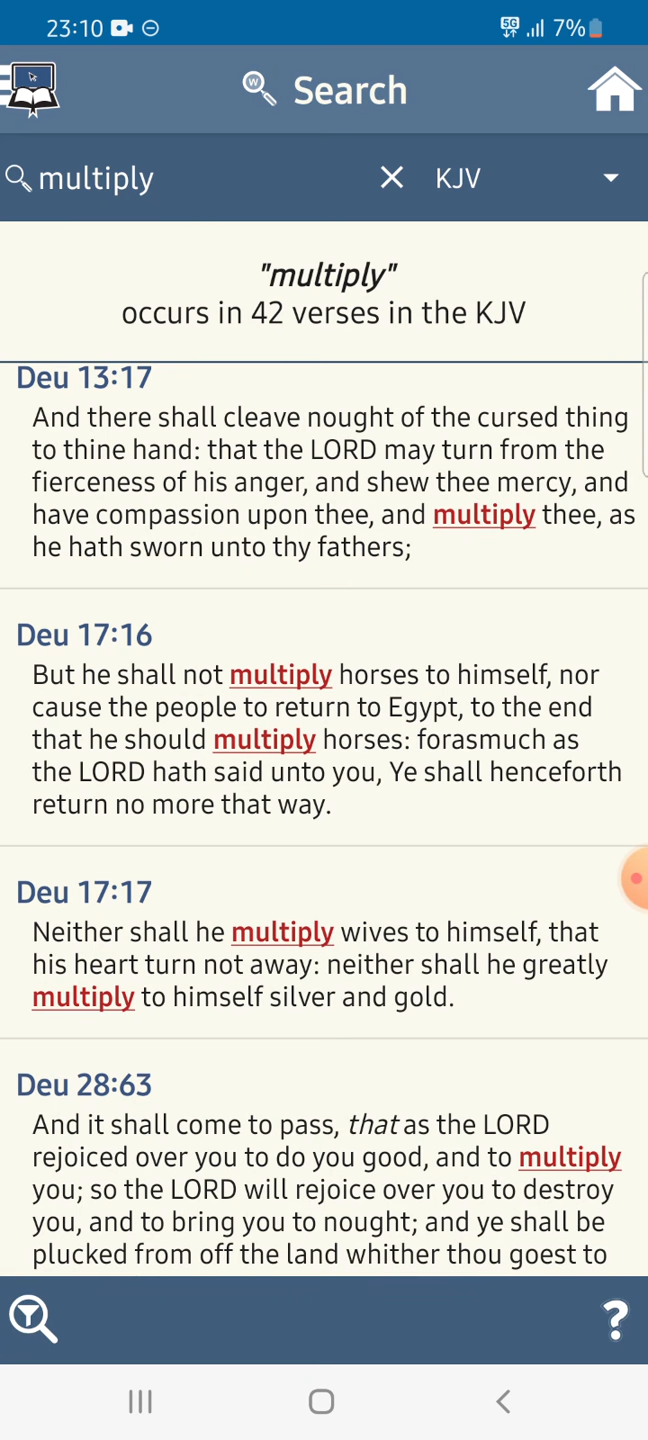 23:10 5G 7%
W Search
multiply KJV
"multiply"
occurs in 42 verses in the KJV
Deu 13:17
And there shall cleave nought of the cursed thing
to thine hand: that the LORD may turn from the
fierceness of his anger, and shew thee mercy, and
have compassion upon thee, and multiply thee, as
he hath sworn unto thy fathers;
Deu 17:16
But he shall not multiply horses to himself, nor
cause the people to return to Egypt, to the end
that he should multiply horses: forasmuch as
the LORD hath said unto you, Ye shall henceforth
return no more that way.
Deu 17:17
Neither shall he multiply wives to himself, that
his heart turn not away: neither shall he greatly
multiply to himself silver and gold.
Deu 28:63
And it shall come to pass, that as the LORD
rejoiced over you to do you good, and to multiply
you; so the LORD will rejoice over you to destroy
you, and to bring you to nought; and ye shall be
plucked from off the land whither thou goest to
?